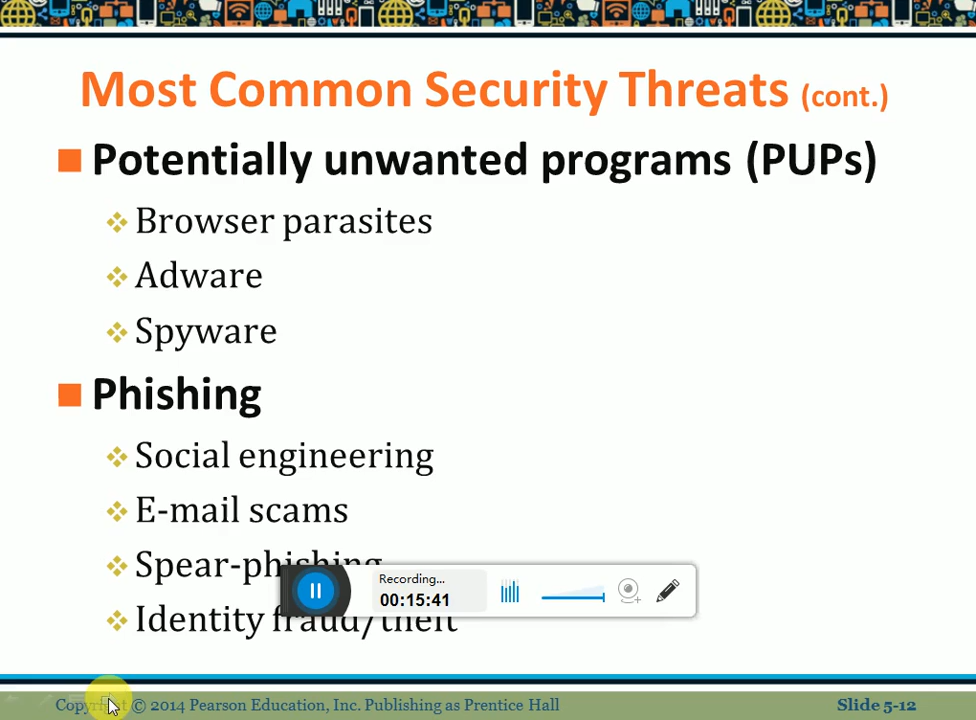 Most Common Security Threats (cont.)
Potentially unwanted programs (PUPs)
Browser parasites
Adware
Spyware
Phishing
Social engineering
E-mail scams
Spear-phishing
Recording...
00:15:41
Identity fraud/theft
Copyright © 2014 Pearson Education, Inc. Publishing as Prentice Hall
Slide 5-12